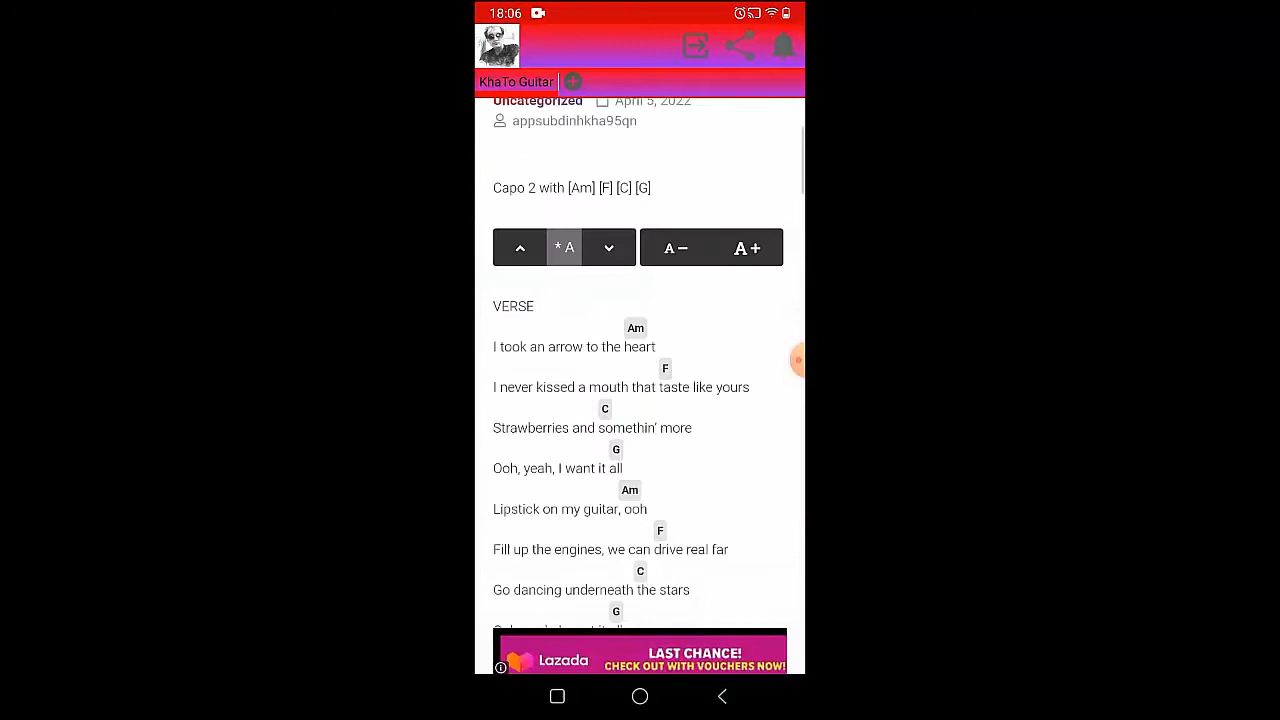 18:06
KhaTo Guitar
Uncategorized April 5, 2022
appsubdinhkha95qn
Capo 2 with [Am] [F] [C] [G]
* A A− A+
VERSE
Am
I took an arrow to the heart
F
I never kissed a mouth that taste like yours
C
Strawberries and somethin’ more
G
Ooh, yeah, I want it all
Am
Lipstick on my guitar, ooh
F
Fill up the engines, we can drive real far
C
Go dancing underneath the stars
G
Lazada
LAST CHANCE!
CHECK OUT WITH VOUCHERS NOW!